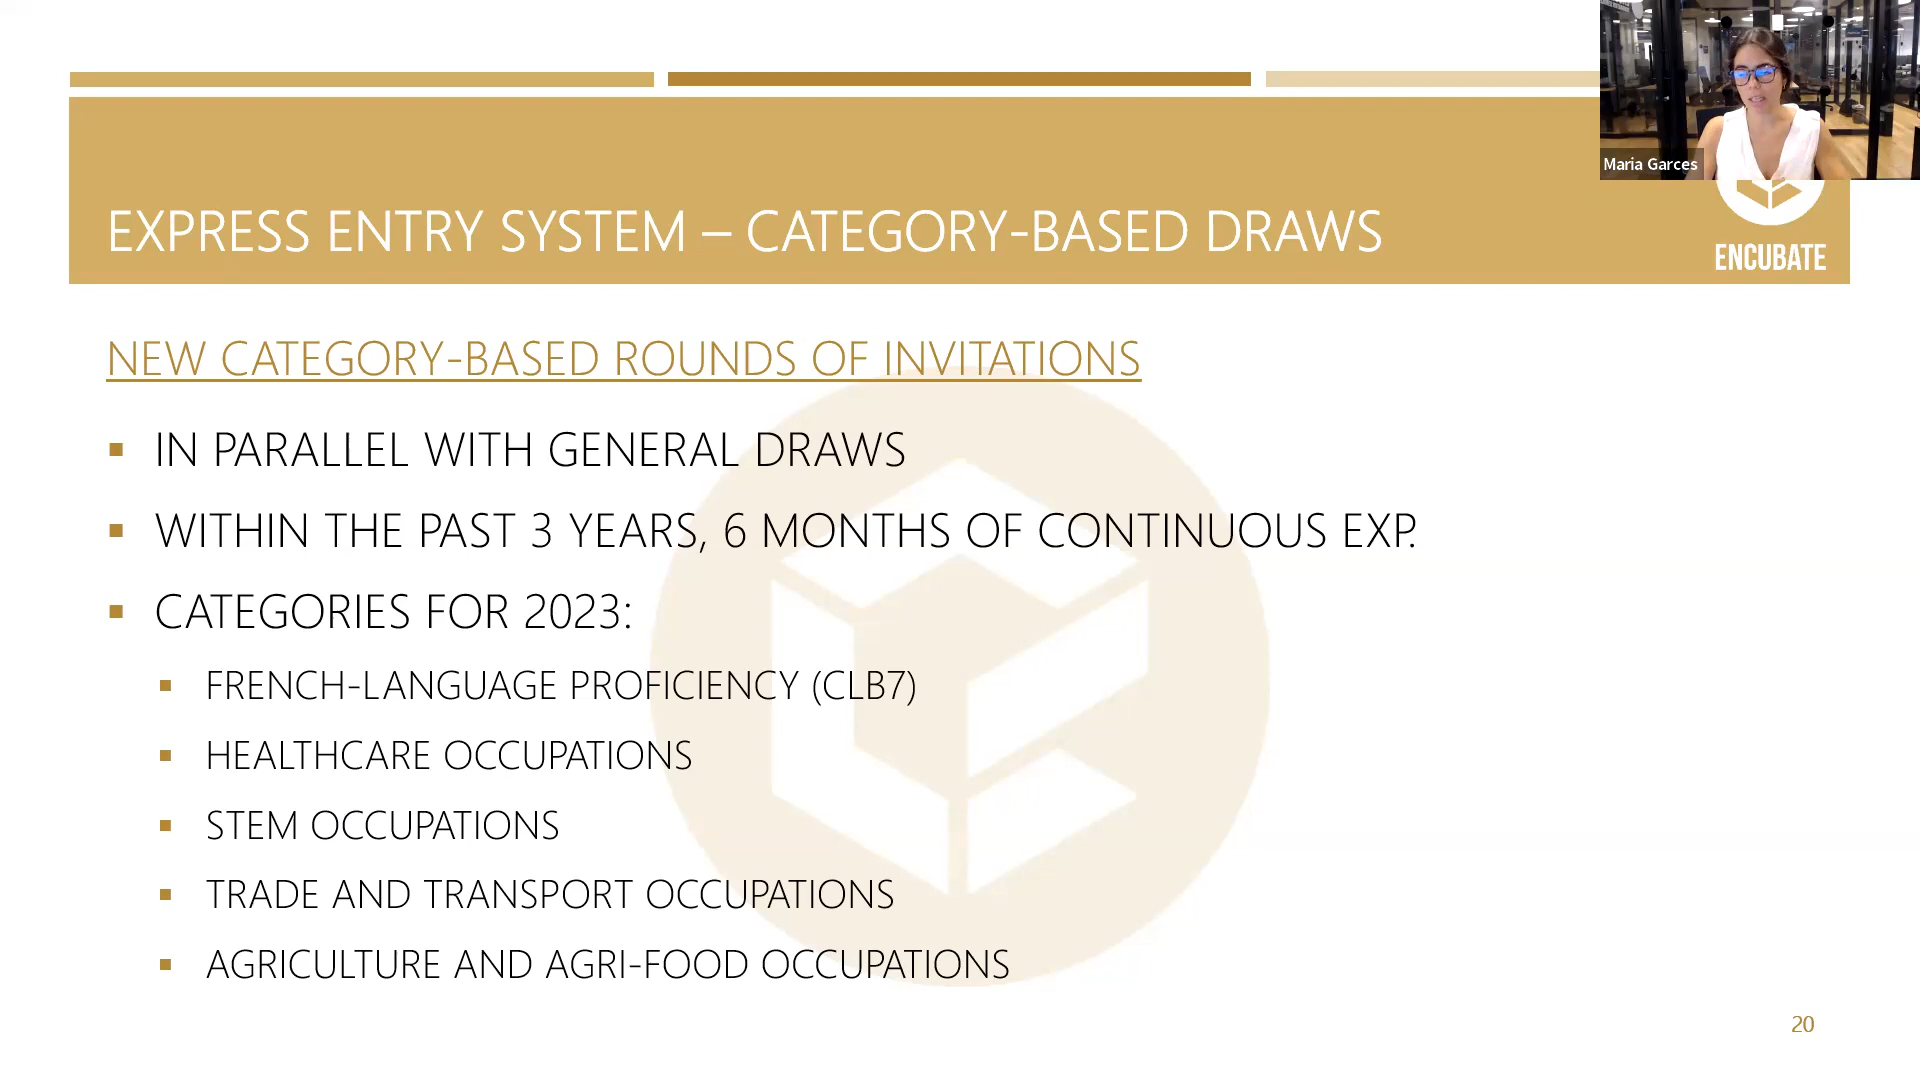 Maria Garces
EXPRESS ENTRY SYSTEM – CATEGORY-BASED DRAWS
ENCUBATE
NEW CATEGORY-BASED ROUNDS OF INVITATIONS
IN PARALLEL WITH GENERAL DRAWS
WITHIN THE PAST 3 YEARS, 6 MONTHS OF CONTINUOUS EXP.
CATEGORIES FOR 2023:
FRENCH-LANGUAGE PROFICIENCY (CLB7)
HEALTHCARE OCCUPATIONS
STEM OCCUPATIONS
TRADE AND TRANSPORT OCCUPATIONS
AGRICULTURE AND AGRI-FOOD OCCUPATIONS
20